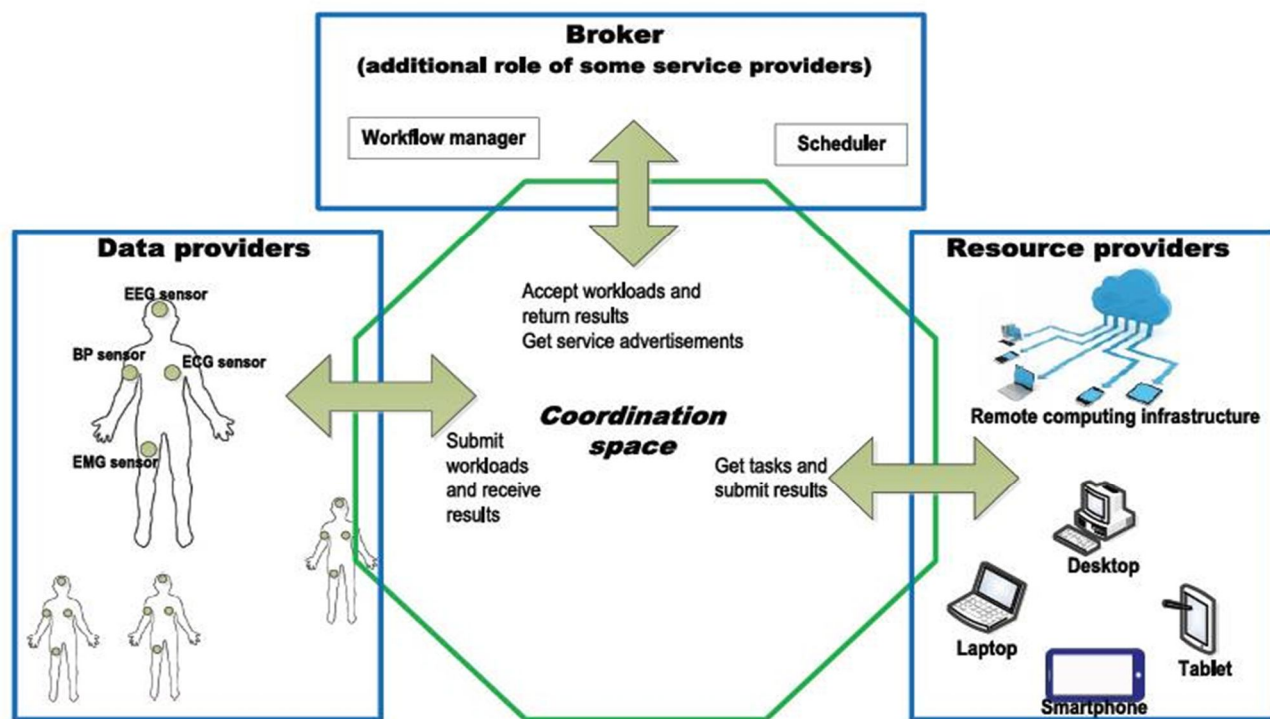 Broker
(additional role of some service providers)
Workflow manager
Scheduler
Data providers
EEG sensor
BP sensor
ECG sensor
EMG sensor
Accept workloads and
return results
Get service advertisements
Coordination
space
Submit
workloads
and receive
results
Get tasks and
submit results
Resource providers
Remote computing infrastructure
Desktop
Laptop
Tablet
Smartphone